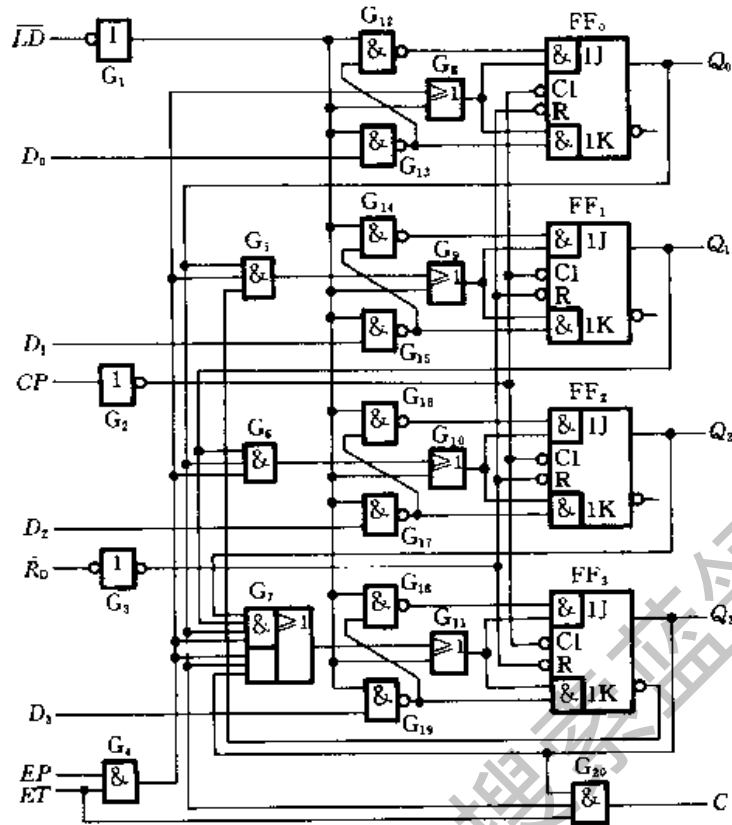 LD
1
G₁
G₁₂
&
FF₀
&
1J
Q₀
G₈
≥1
C1
R
D₀
&
G₁₃
&
1K
G₁₄
&
FF₁
&
1J
Q₁
G₅
&
G₉
≥1
C1
R
D₁
&
G₁₅
&
1K
CP
1
G₂
G₁₆
&
FF₂
&
1J
Q₂
G₆
&
G₁₀
≥1
C1
R
D₂
&
G₁₇
&
1K
R̄_D
1
G₃
G₇
&
≥1
G₁₈
&
FF₃
&
1J
Q₃
G₁₁
≥1
C1
R
D₃
&
G₁₉
&
1K
EP
ET
G₄
&
G₂₀
&
C